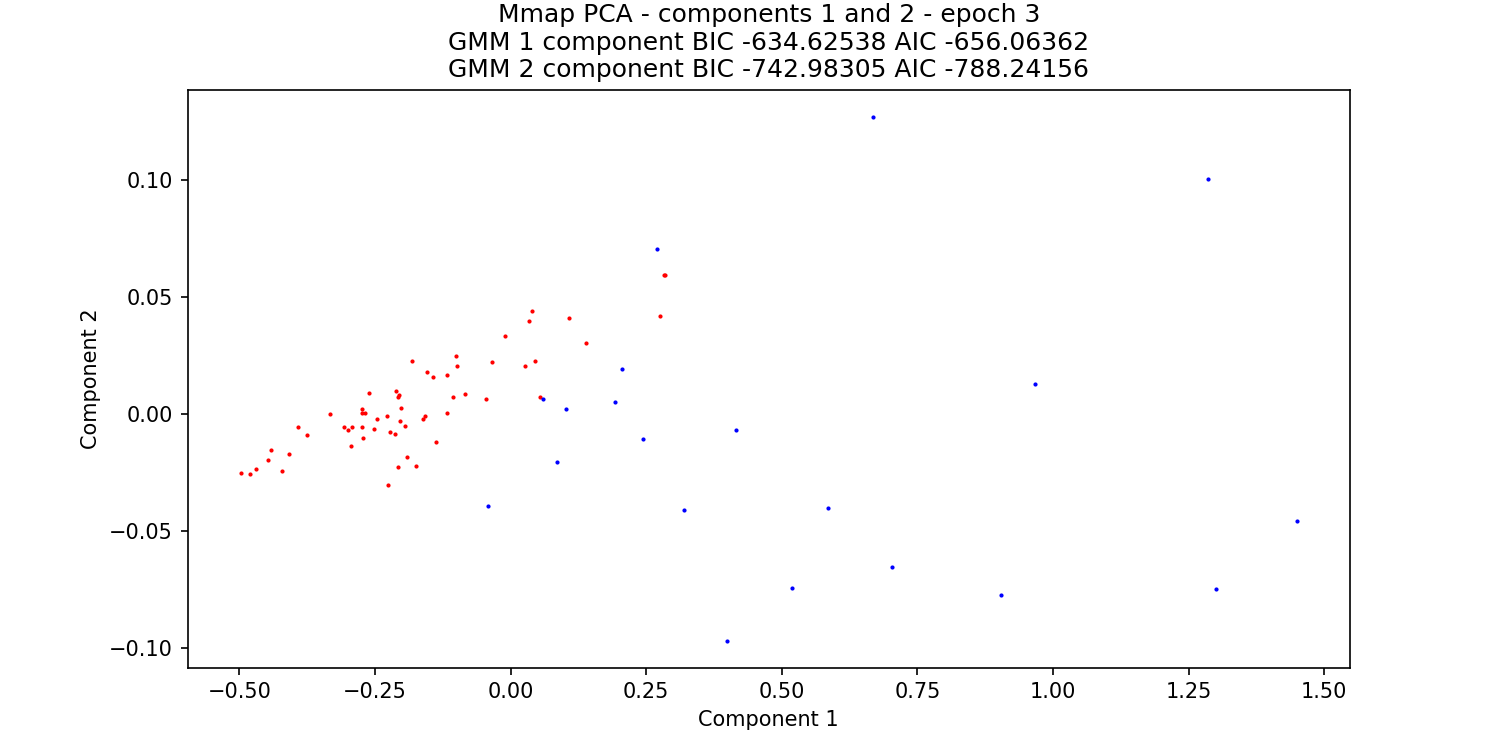 Mmap PCA - components 1 and 2 - epoch 3
GMM 1 component BIC -634.62538 AIC -656.06362
GMM 2 component BIC -742.98305 AIC -788.24156
Component 2
0.10
0.05
0.00
−0.05
−0.10
−0.50 −0.25 0.00 0.25 0.50 0.75 1.00 1.25 1.50
Component 1